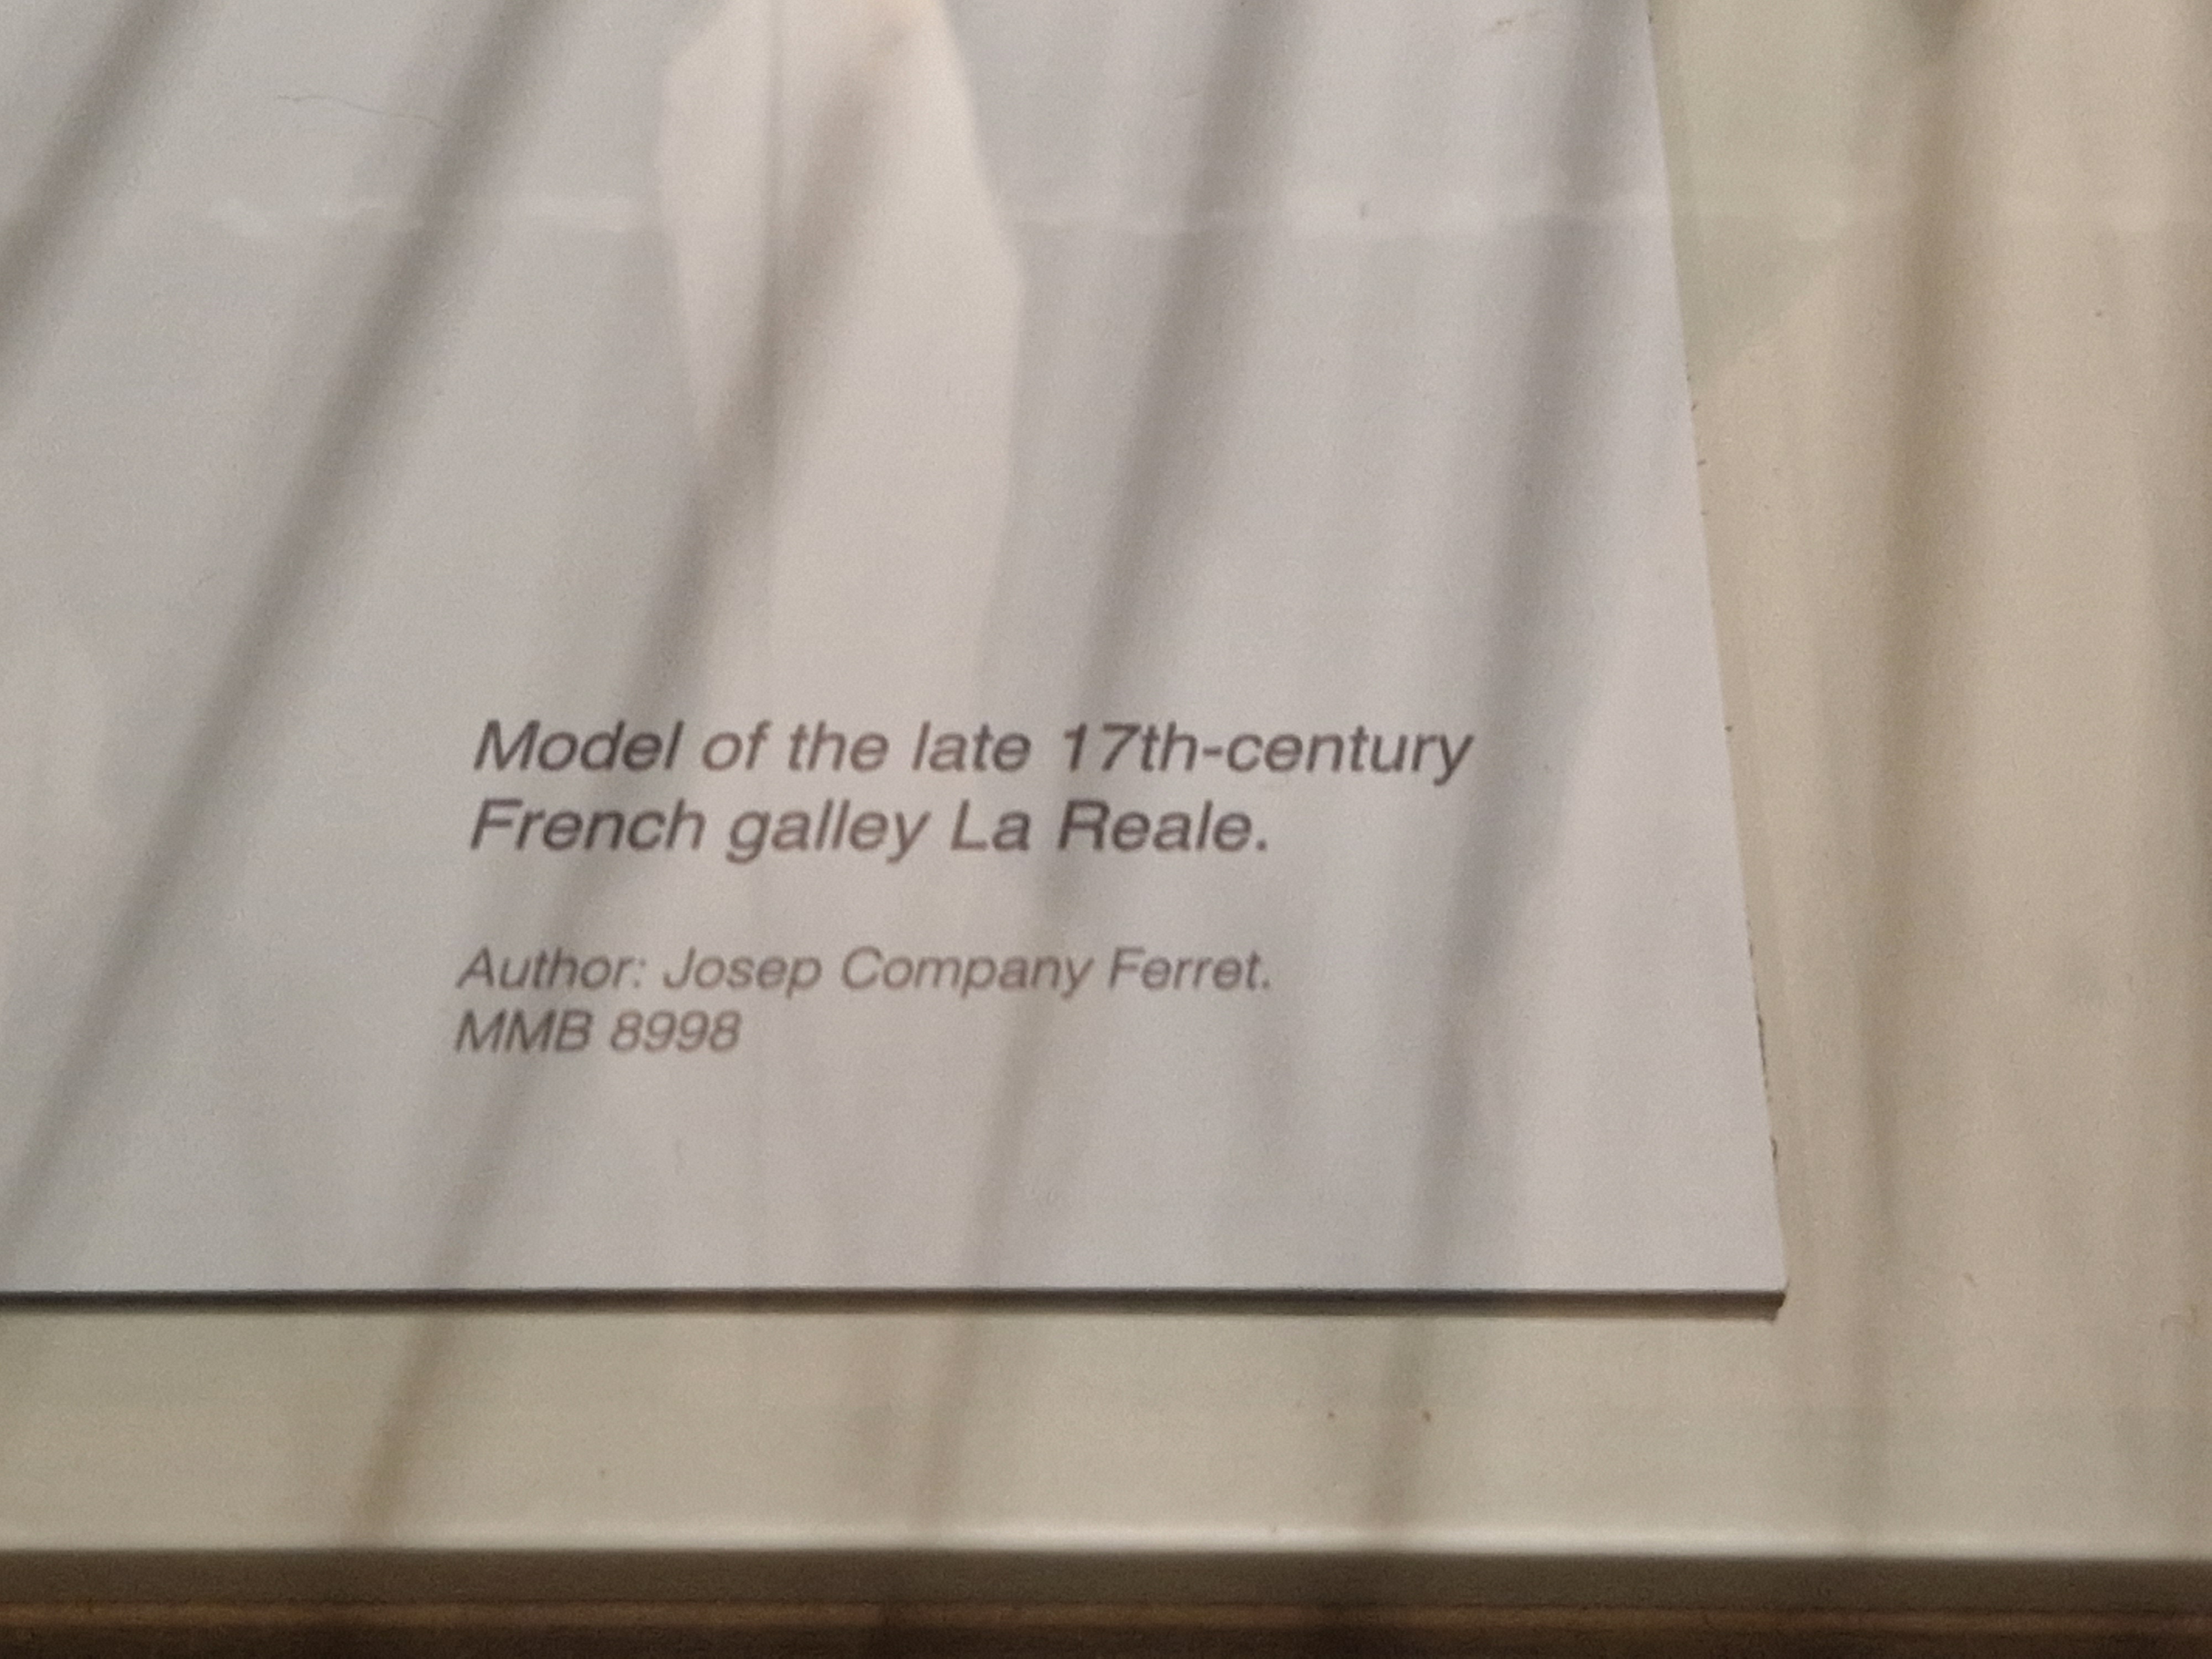 Model of the late 17th-century
French galley La Reale.
Author: Josep Company Ferret.
MMB 8998